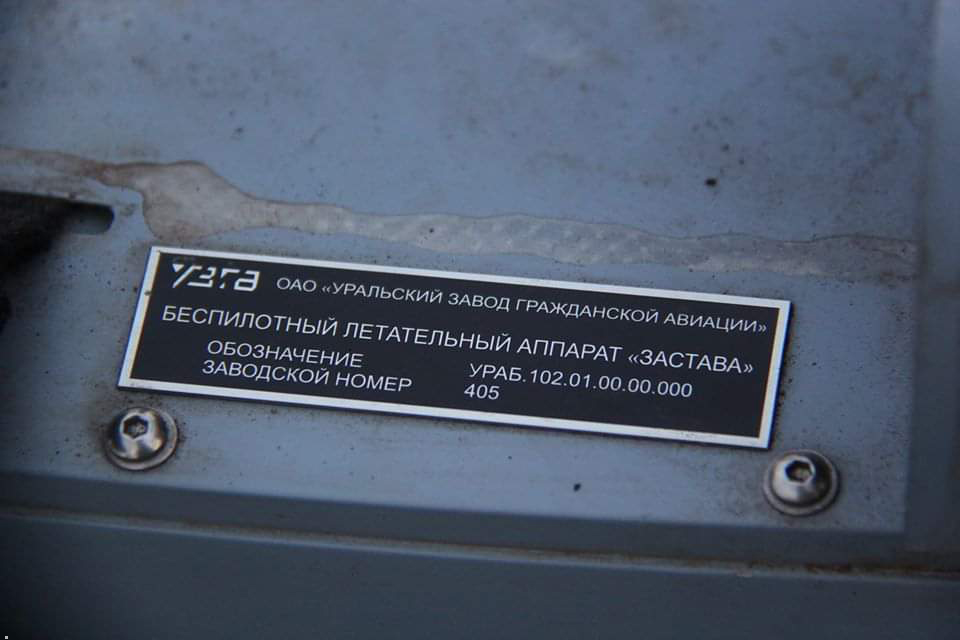 УЗГА ОАО «УРАЛЬСКИЙ ЗАВОД ГРАЖДАНСКОЙ АВИАЦИИ»
БЕСПИЛОТНЫЙ ЛЕТАТЕЛЬНЫЙ АППАРАТ «ЗАСТАВА»
ОБОЗНАЧЕНИЕ УРАБ.102.01.00.00.000
ЗАВОДСКОЙ НОМЕР 405